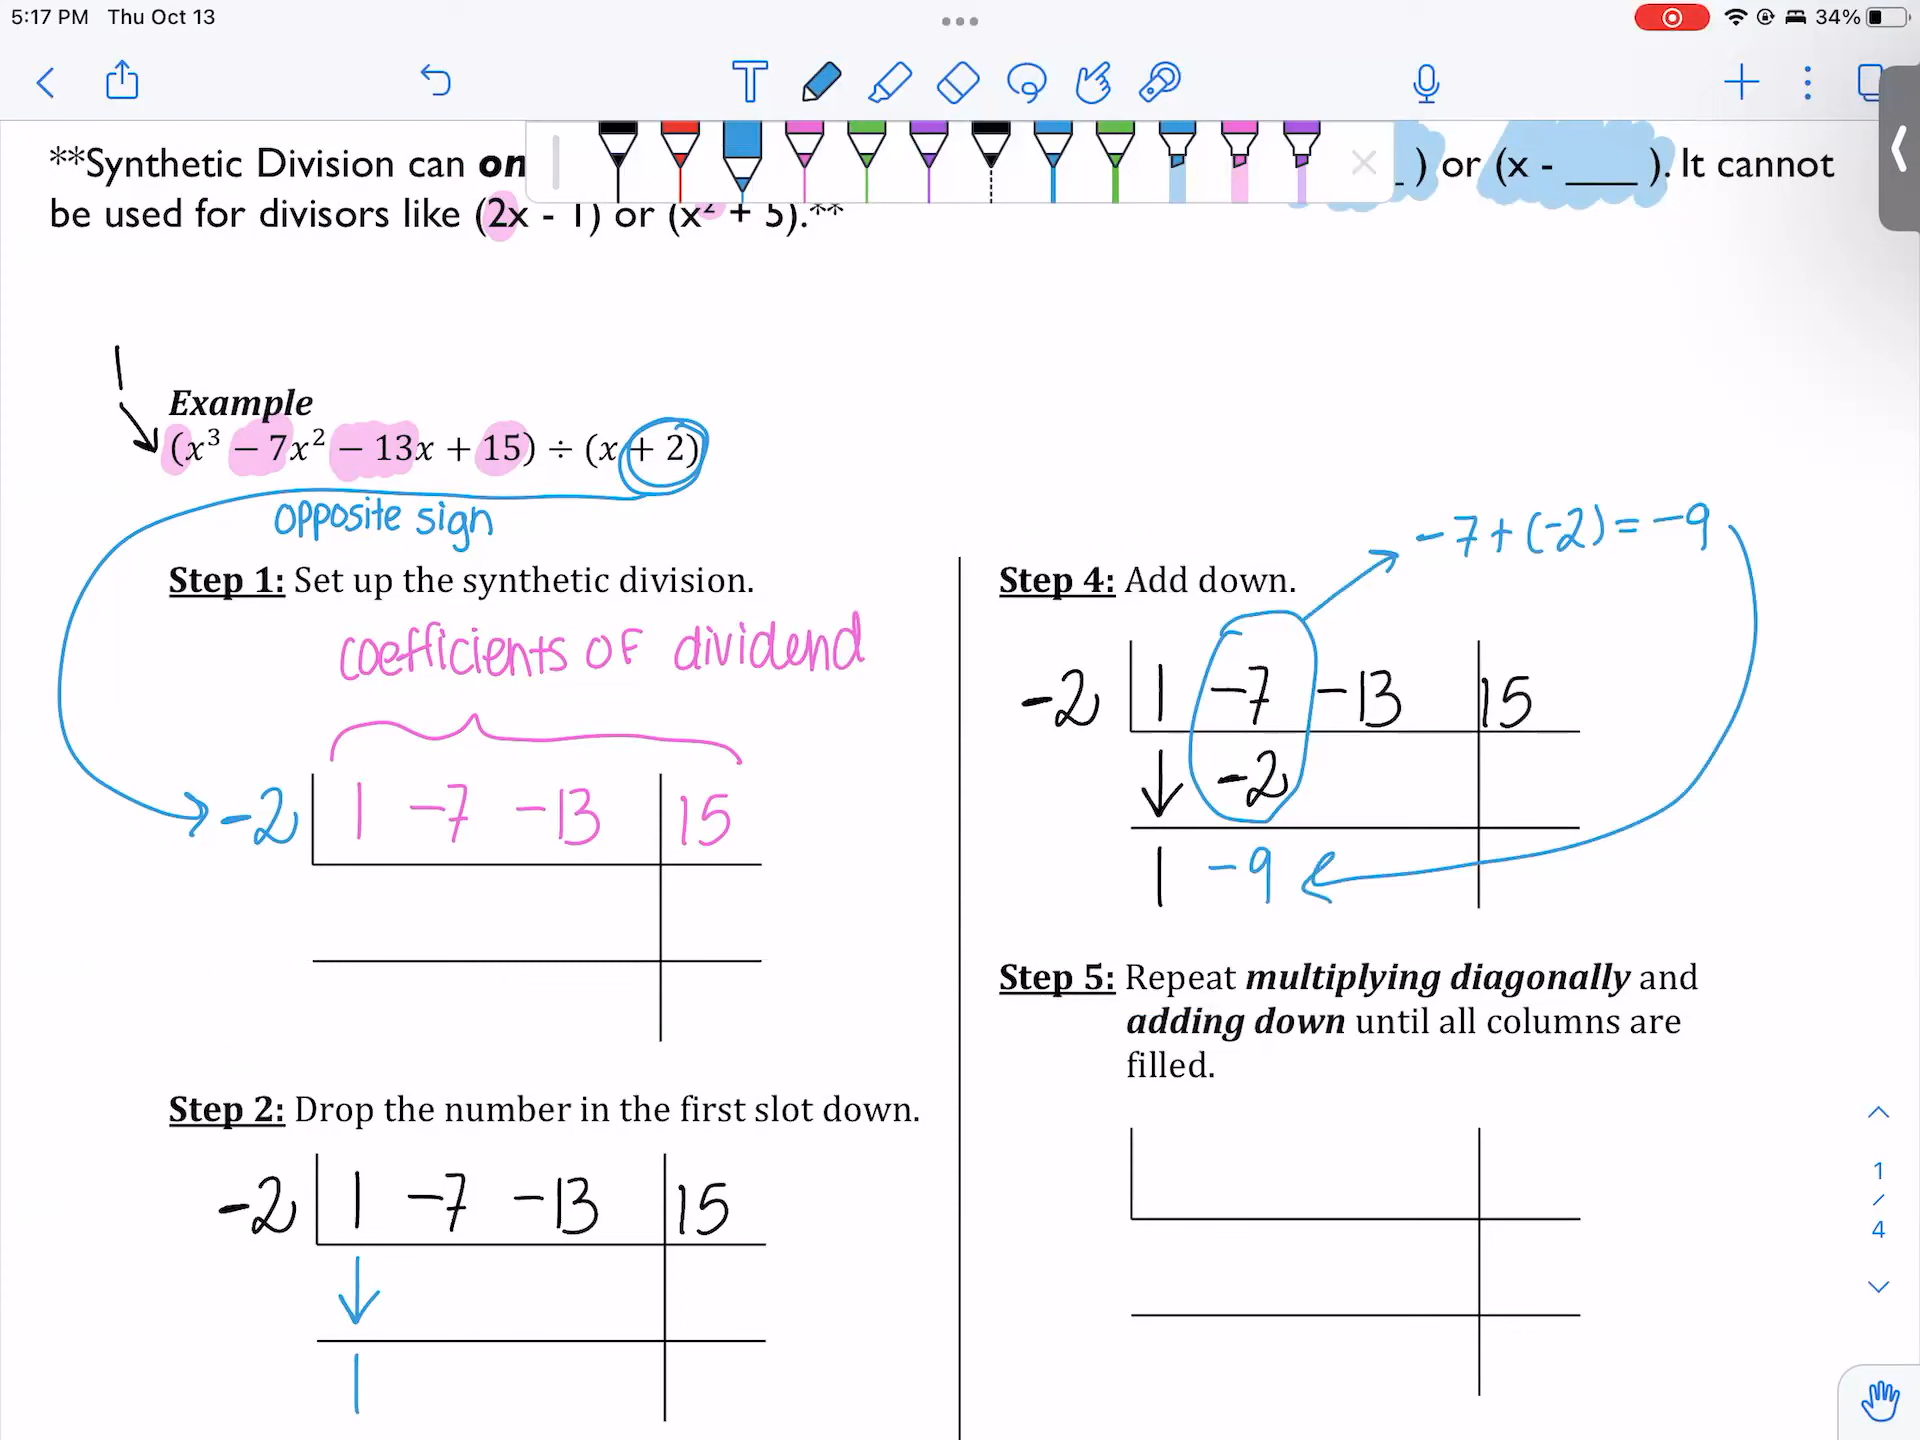 5:17 PM Thu Oct 13
34%
**Synthetic Division can on
) or (x - ____ ). It cannot
be used for divisors like (2x - 1) or (x² + 5).**
1
Example
(x³ − 7x² − 13x + 15) ÷ (x + 2)
opposite sign
Step 1: Set up the synthetic division.
coefficients of dividend
-2 1 -7 -13 15
Step 2: Drop the number in the first slot down.
-2 1 -7 -13 15
1
-7 + (-2) = -9
Step 4: Add down.
-2 1 -7 -13 15
-2
1 -9
Step 5: Repeat multiplying diagonally and
adding down until all columns are
filled.
1
/
4